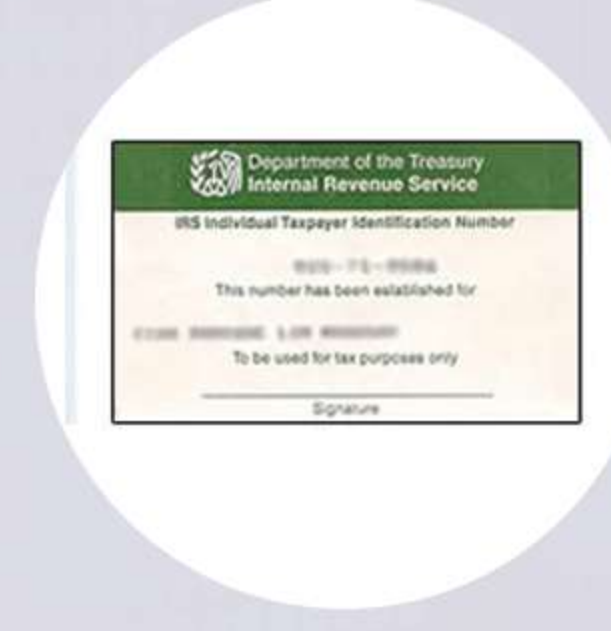 Department of the Treasury
Internal Revenue Service
IRS Individual Taxpayer Identification Number
This number has been established for
To be used for tax purposes only
Signature